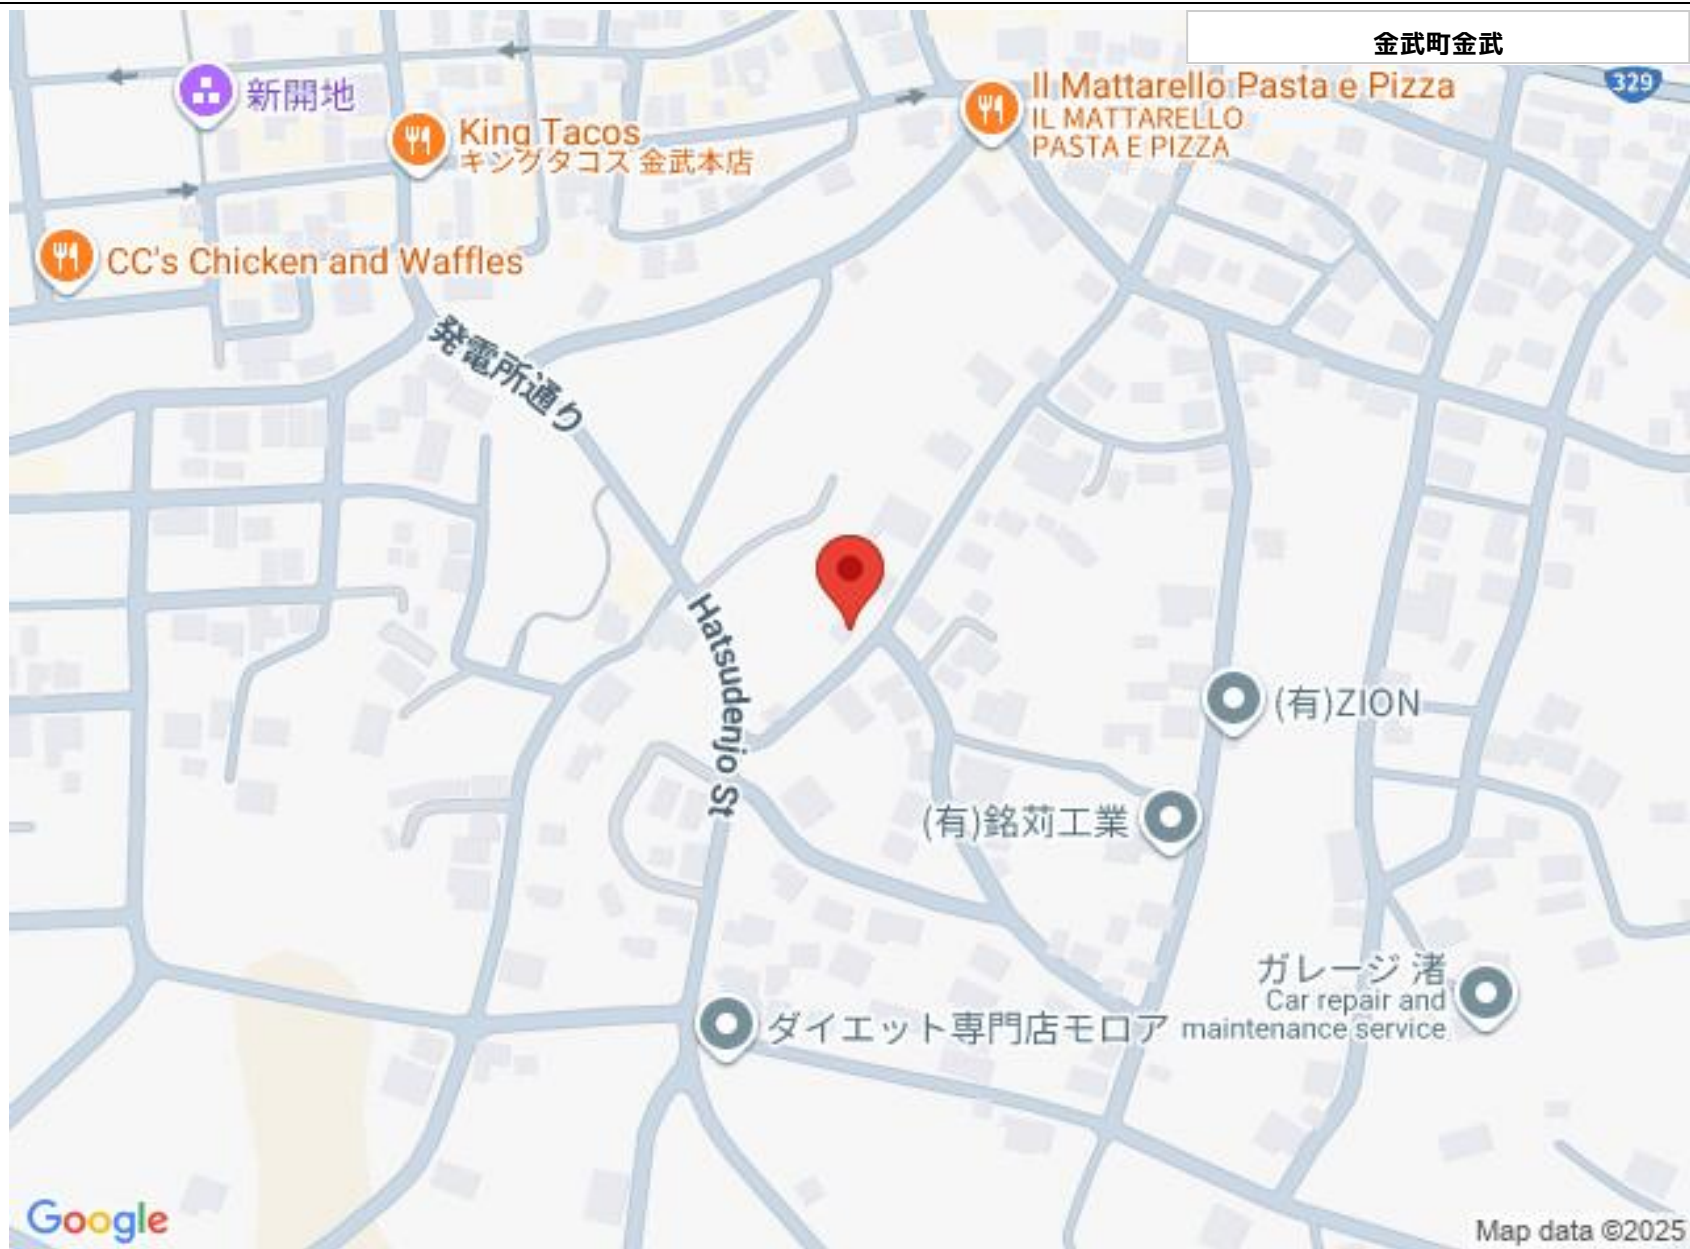 金武町金武
329
Il Mattarello Pasta e Pizza
IL MATTARELLO
PASTA E PIZZA
新開地
King Tacos
キングタコス 金武本店
CC's Chicken and Waffles
発電所通り
Hatsudenjo St
(有)ZION
(有)銘苅工業
ガレージ 渚
Car repair and
maintenance service
ダイエット専門店モロア
Google
Map data ©2025